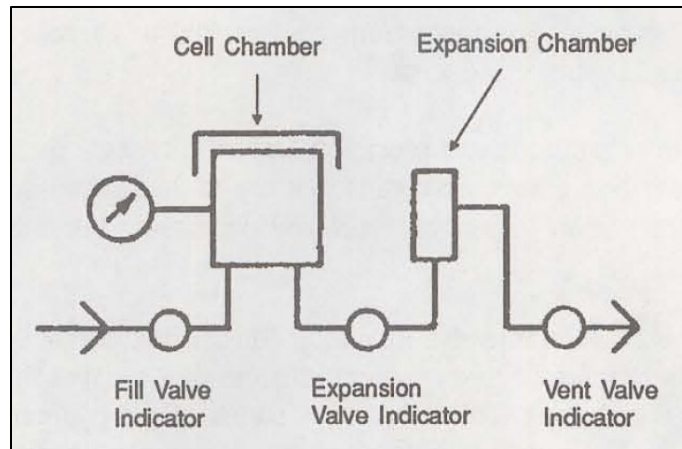 Cell Chamber
Expansion Chamber
Fill Valve
Indicator
Expansion
Valve Indicator
Vent Valve
Indicator